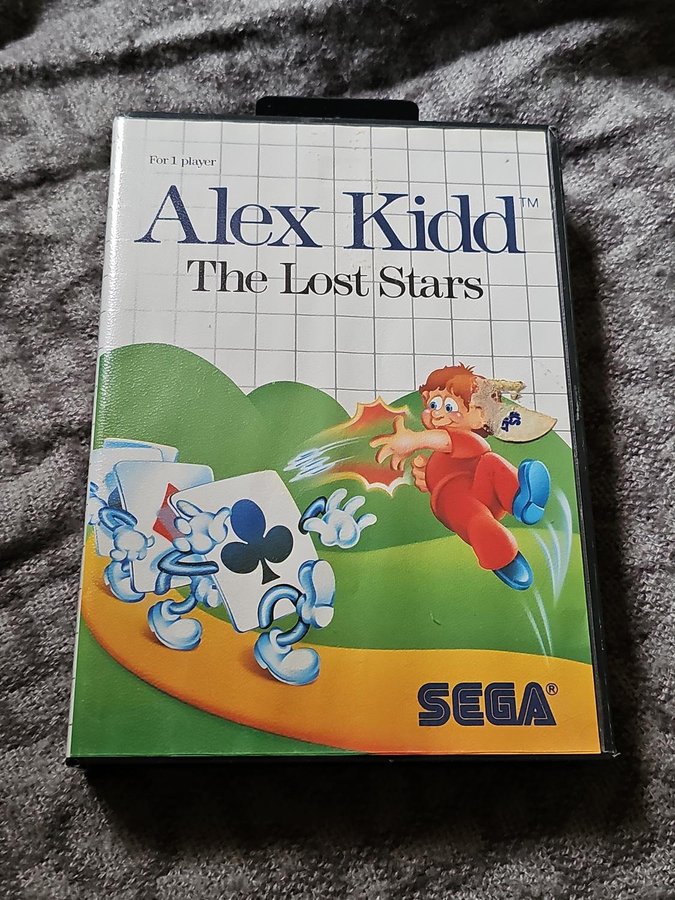 For 1 player
Alex Kidd™
The Lost Stars
SEGA®